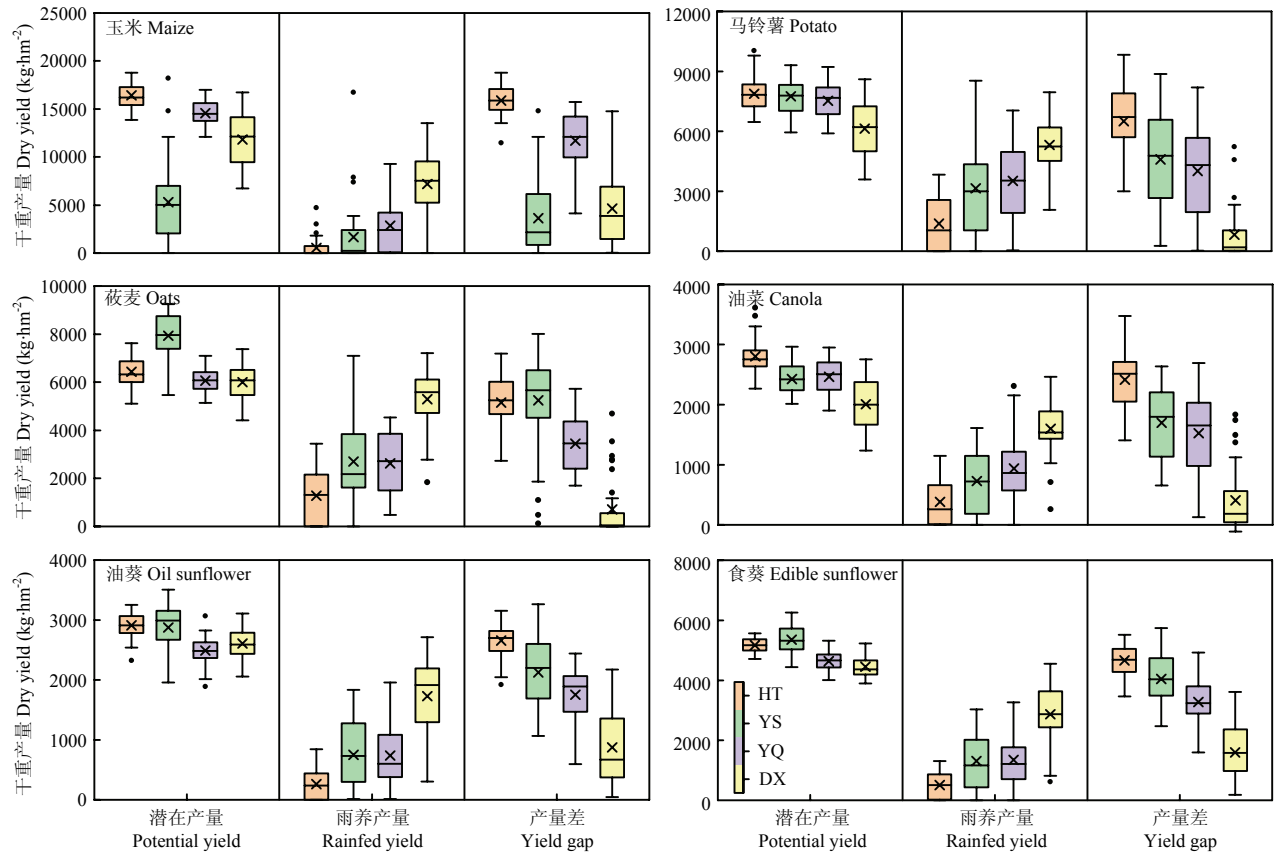 玉米 Maize
干重产量 Dry yield (kg·hm⁻²)
25000
20000
15000
10000
5000
0
马铃薯 Potato
12000
9000
6000
3000
0
莜麦 Oats
干重产量 Dry yield (kg·hm⁻²)
10000
8000
6000
4000
2000
0
油菜 Canola
4000
3000
2000
1000
0
油葵 Oil sunflower
干重产量 Dry yield (kg·hm⁻²)
4000
3000
2000
1000
0
潜在产量
Potential yield
雨养产量
Rainfed yield
产量差
Yield gap
食葵 Edible sunflower
8000
6000
4000
2000
0
HT
YS
YQ
DX
潜在产量
Potential yield
雨养产量
Rainfed yield
产量差
Yield gap